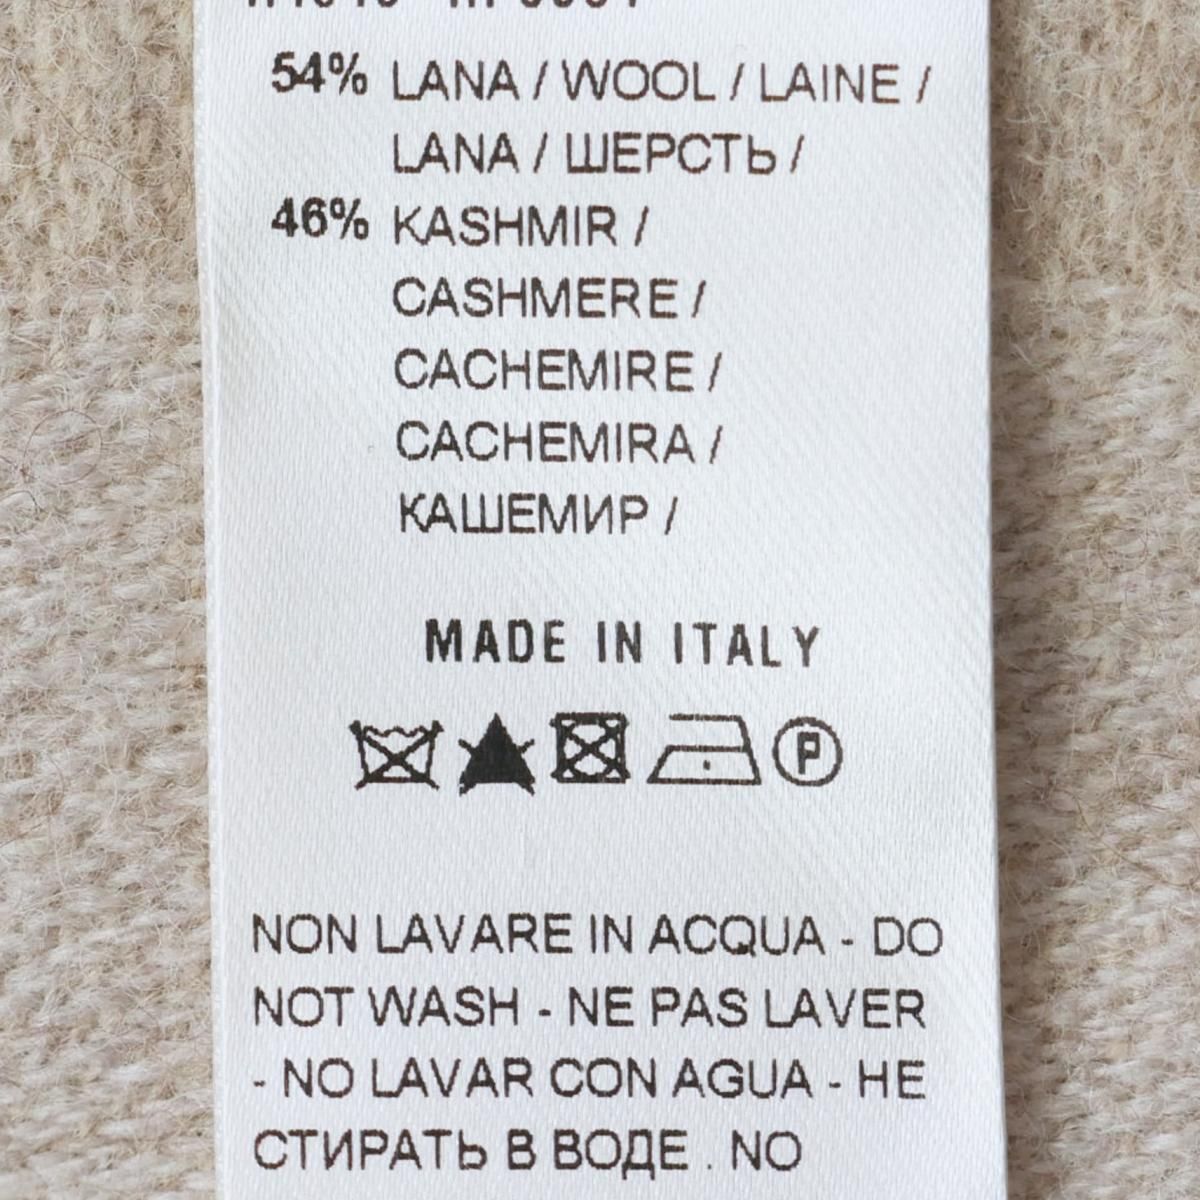 54% LANA / WOOL / LAINE /
LANA / ШЕРСТЬ /
46% KASHMIR /
CASHMERE /
CACHEMIRE /
CACHEMIRA /
КАШЕМИР /
MADE IN ITALY
P
NON LAVARE IN ACQUA - DO
NOT WASH - NE PAS LAVER
- NO LAVAR CON AGUA - НЕ
СТИРАТЬ В ВОДЕ . NO